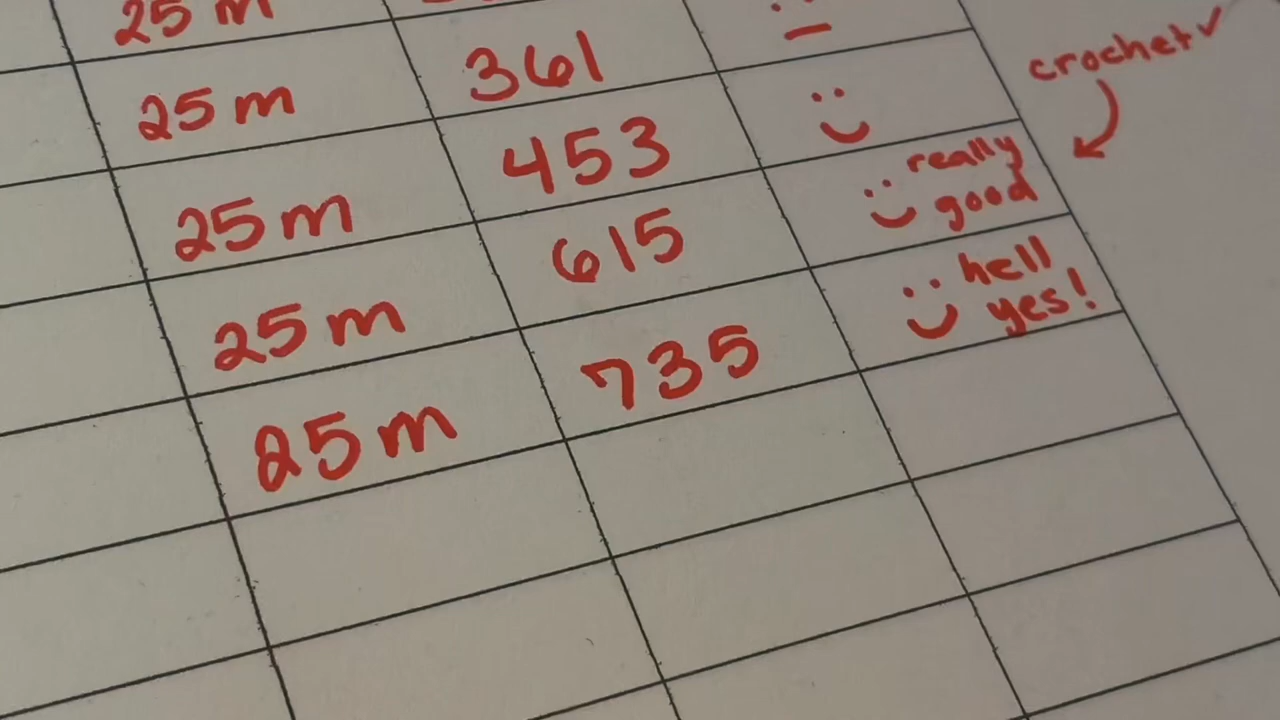 25 m
25 m 361
25 m 453
25 m 615 really good
25 m 735 hell yes!
crochet ✓